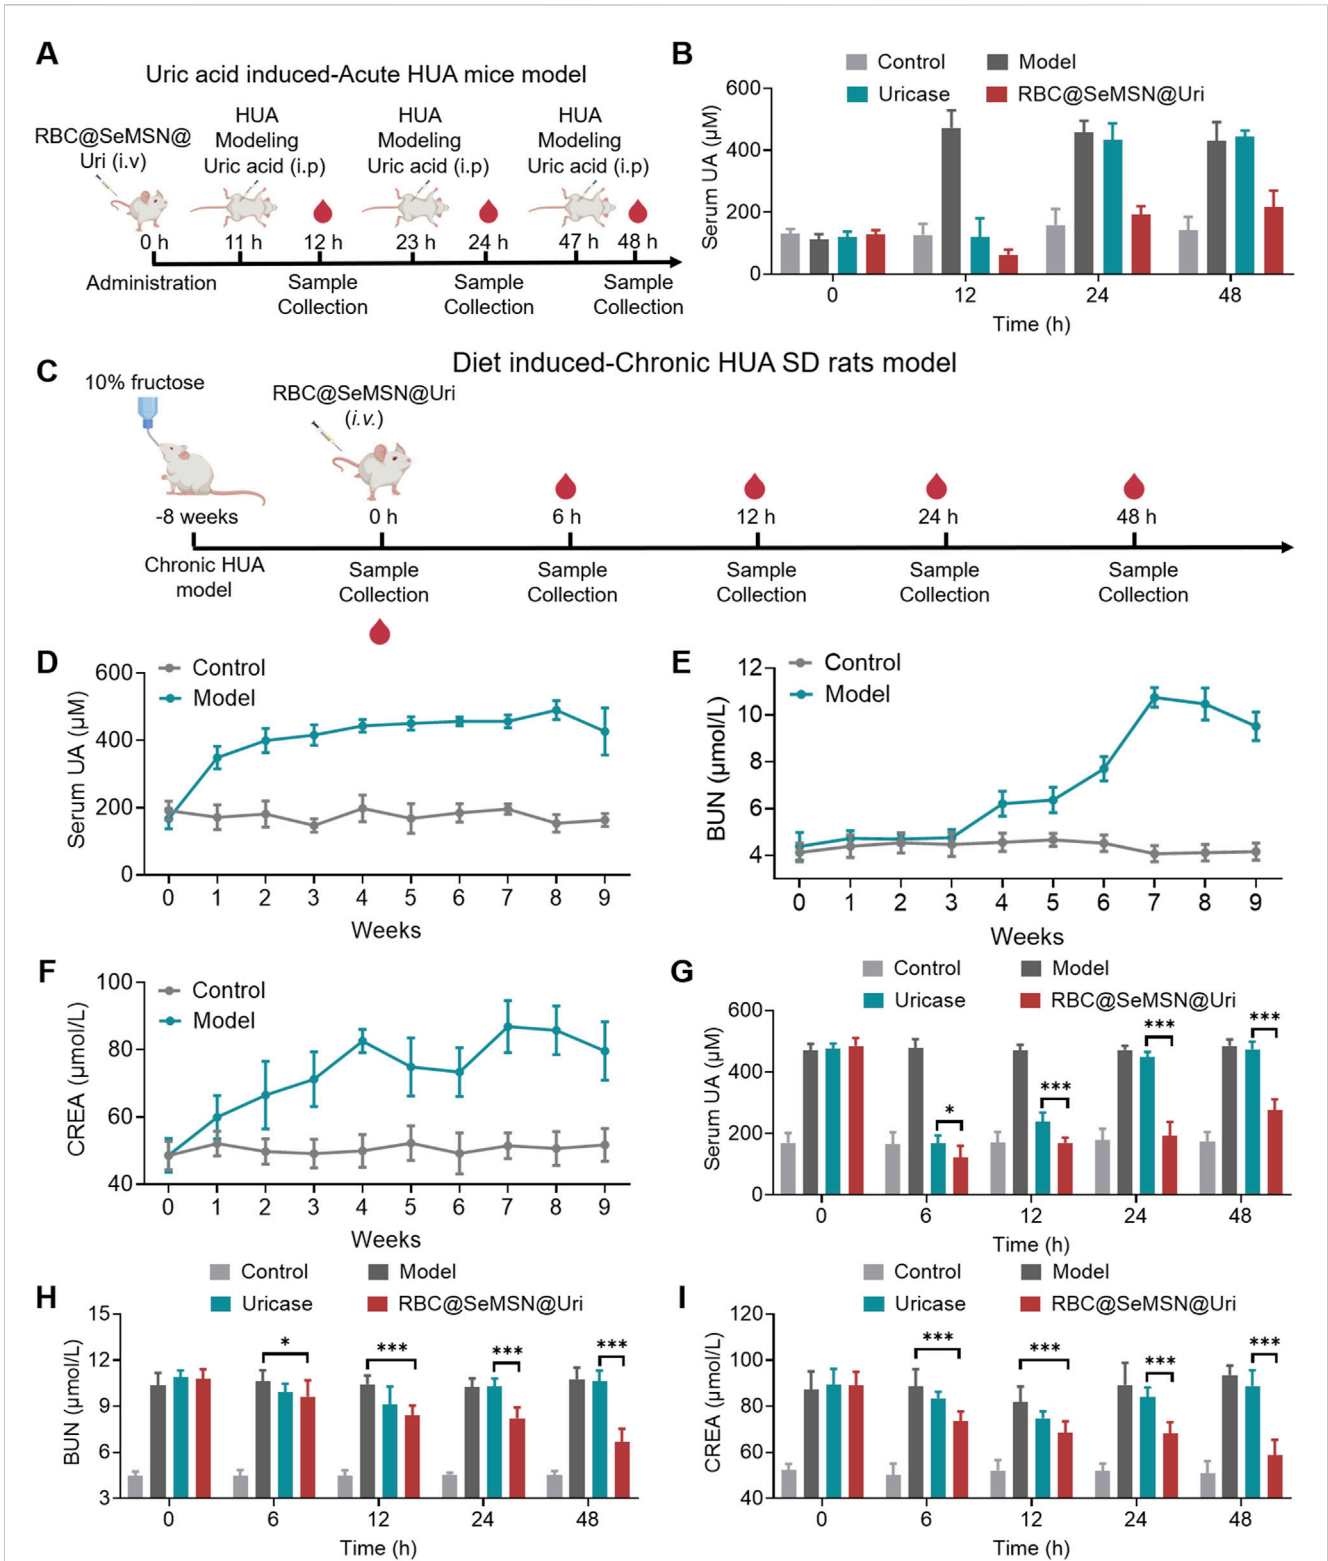 A
Uric acid induced-Acute HUA mice model
RBC@SeMSN@
Uri (i.v)
HUA
Modeling
Uric acid (i.p)
HUA
Modeling
Uric acid (i.p)
HUA
Modeling
Uric acid (i.p)
0 h
11 h
12 h
23 h
24 h
47 h
48 h
Administration
Sample
Collection
Sample
Collection
Sample
Collection
B
Control
Model
Uricase
RBC@SeMSN@Uri
Serum UA (μM)
600
400
200
0
0
12
24
48
Time (h)
C
Diet induced-Chronic HUA SD rats model
10% fructose
RBC@SeMSN@Uri
(i.v.)
-8 weeks
0 h
6 h
12 h
24 h
48 h
Chronic HUA
model
Sample
Collection
Sample
Collection
Sample
Collection
Sample
Collection
Sample
Collection
D
Control
Model
Serum UA (μM)
600
400
200
0
0 1 2 3 4 5 6 7 8 9
Weeks
E
Control
Model
BUN (μmol/L)
12
10
8
6
4
0 1 2 3 4 5 6 7 8 9
Weeks
F
Control
Model
CREA (μmol/L)
100
80
60
40
0 1 2 3 4 5 6 7 8 9
Weeks
G
Control
Model
Uricase
RBC@SeMSN@Uri
Serum UA (μM)
600
400
200
0
*
***
***
***
0 6 12 24 48
Time (h)
H
Control
Model
Uricase
RBC@SeMSN@Uri
BUN (μmol/L)
15
12
9
6
3
*
***
***
***
0 6 12 24 48
Time (h)
I
Control
Model
Uricase
RBC@SeMSN@Uri
CREA (μmol/L)
120
100
80
60
40
***
***
***
***
0 6 12 24 48
Time (h)